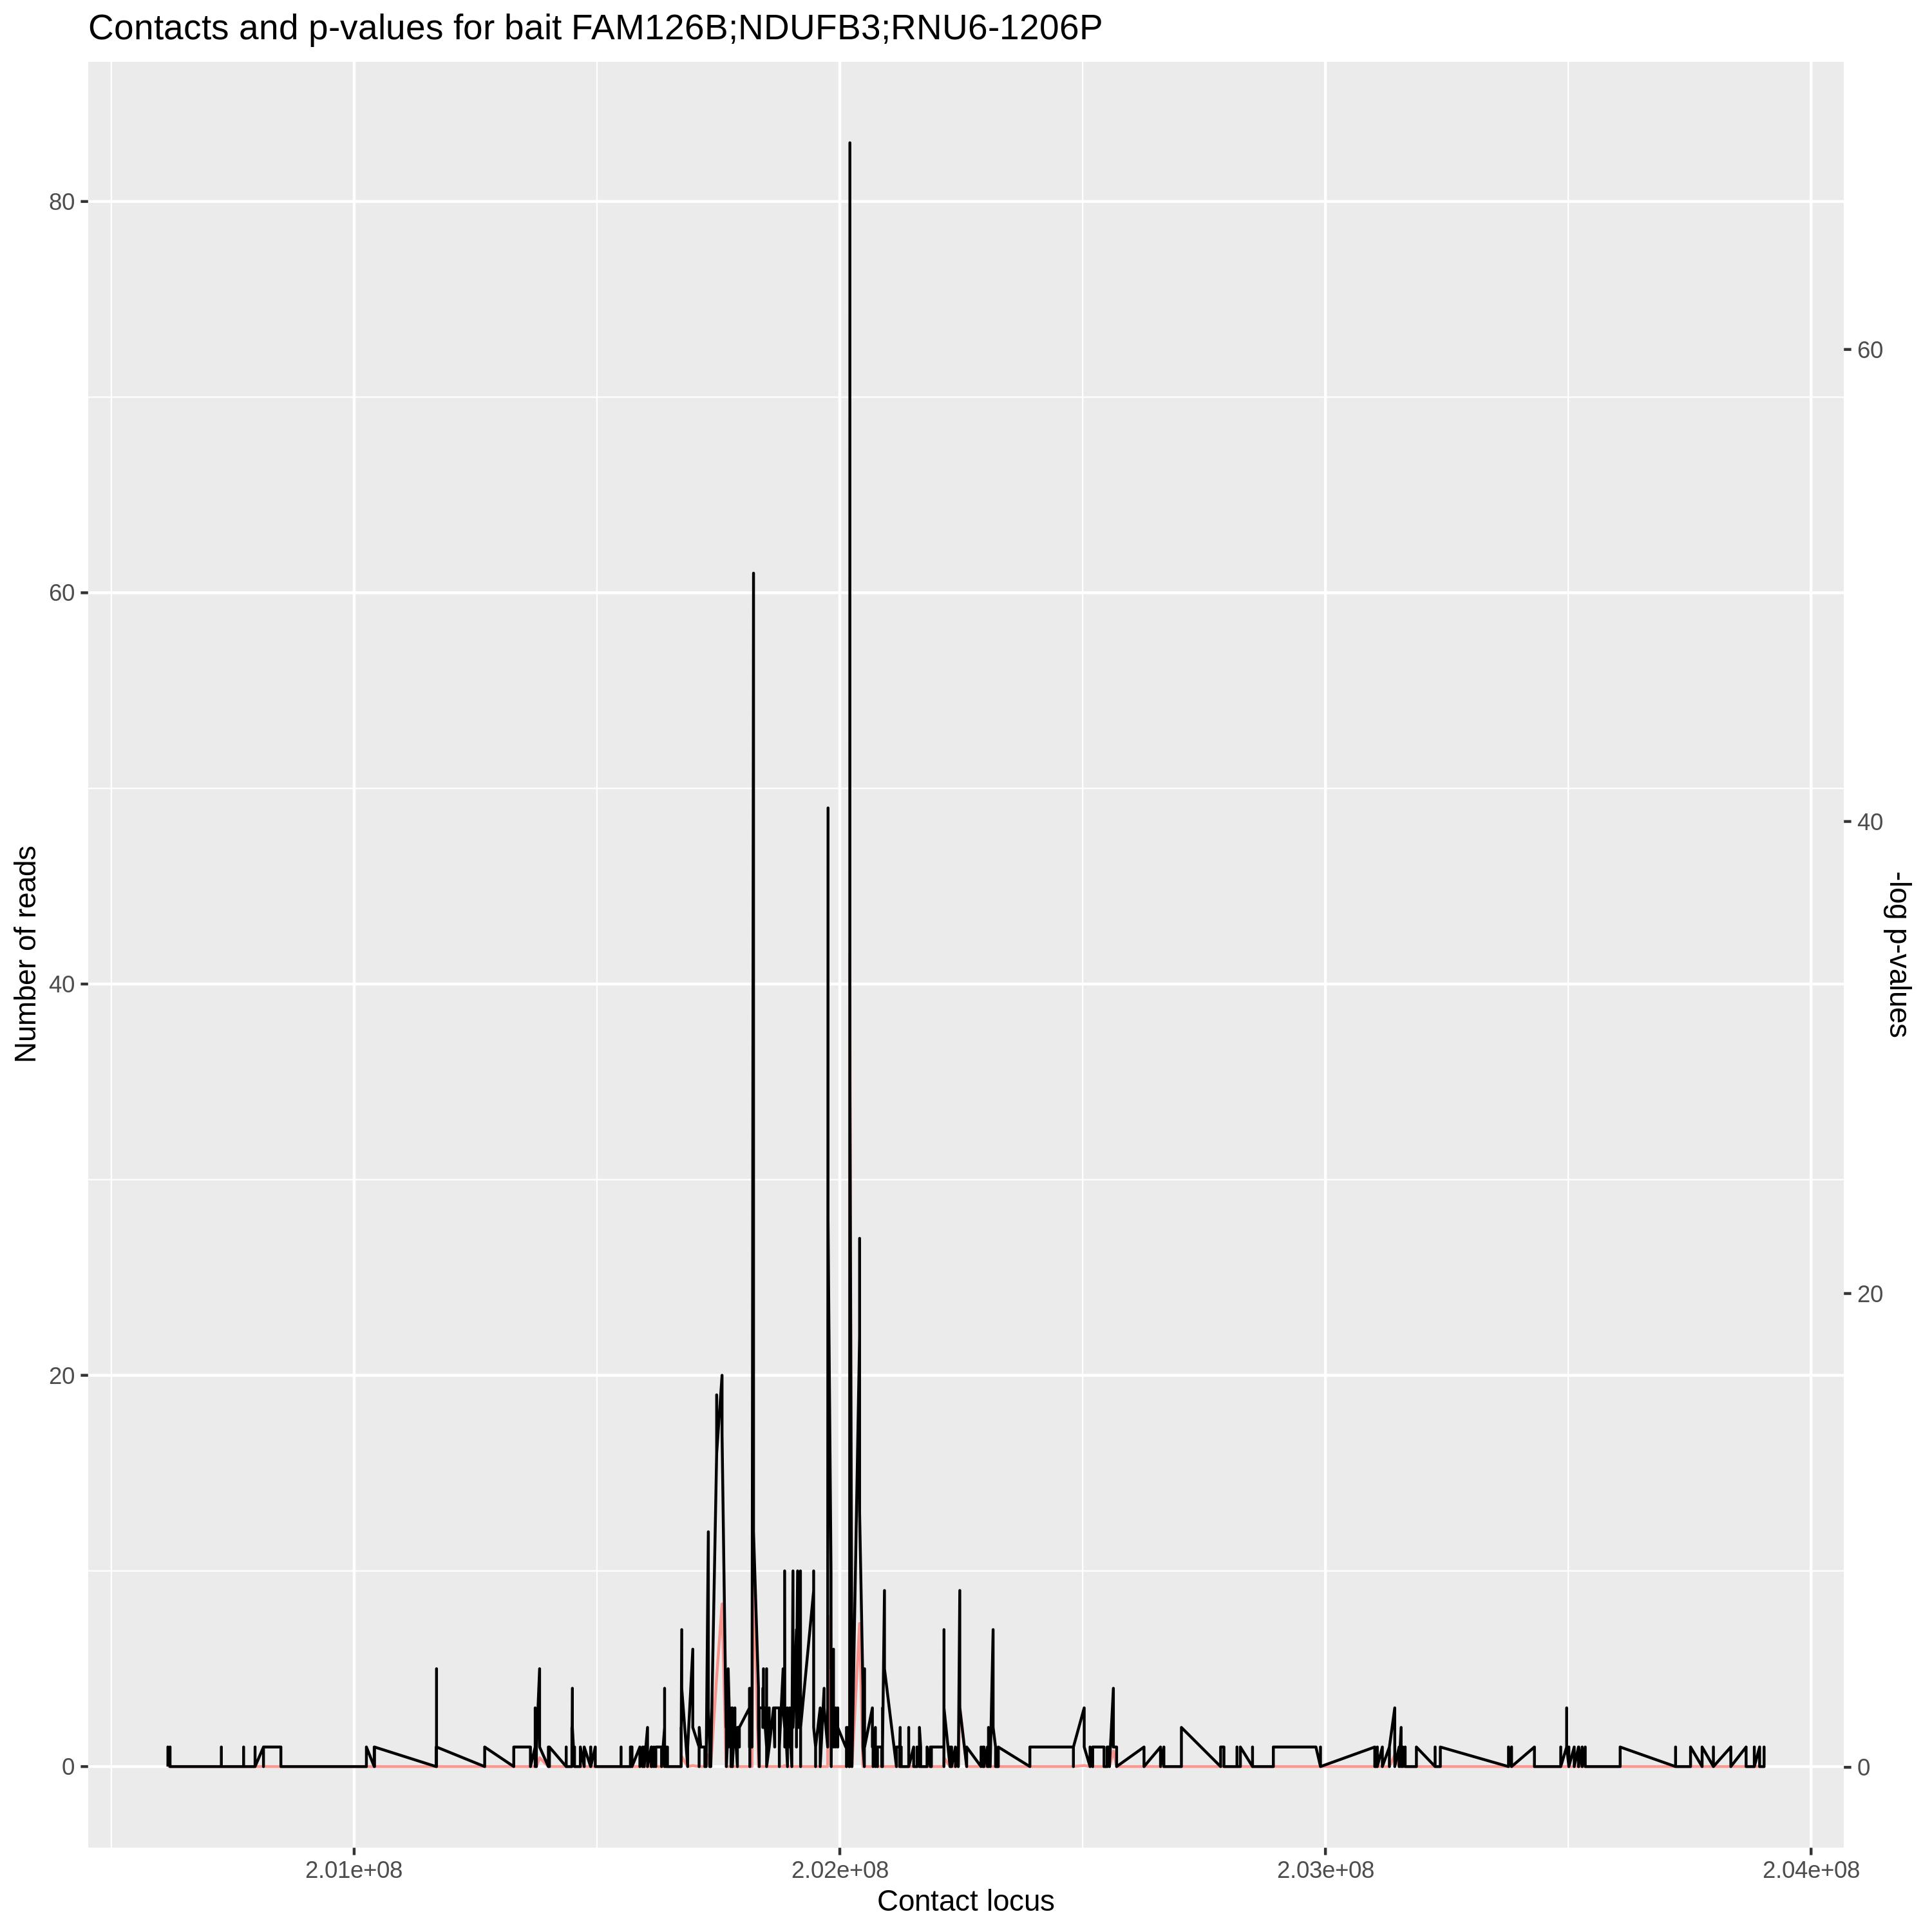 Contacts and p-values for bait FAM126B;NDUFB3;RNU6-1206P
80
60
40
20
0
Number of reads
60
40
20
0
-log p-values
2.01e+08
2.02e+08
2.03e+08
2.04e+08
Contact locus